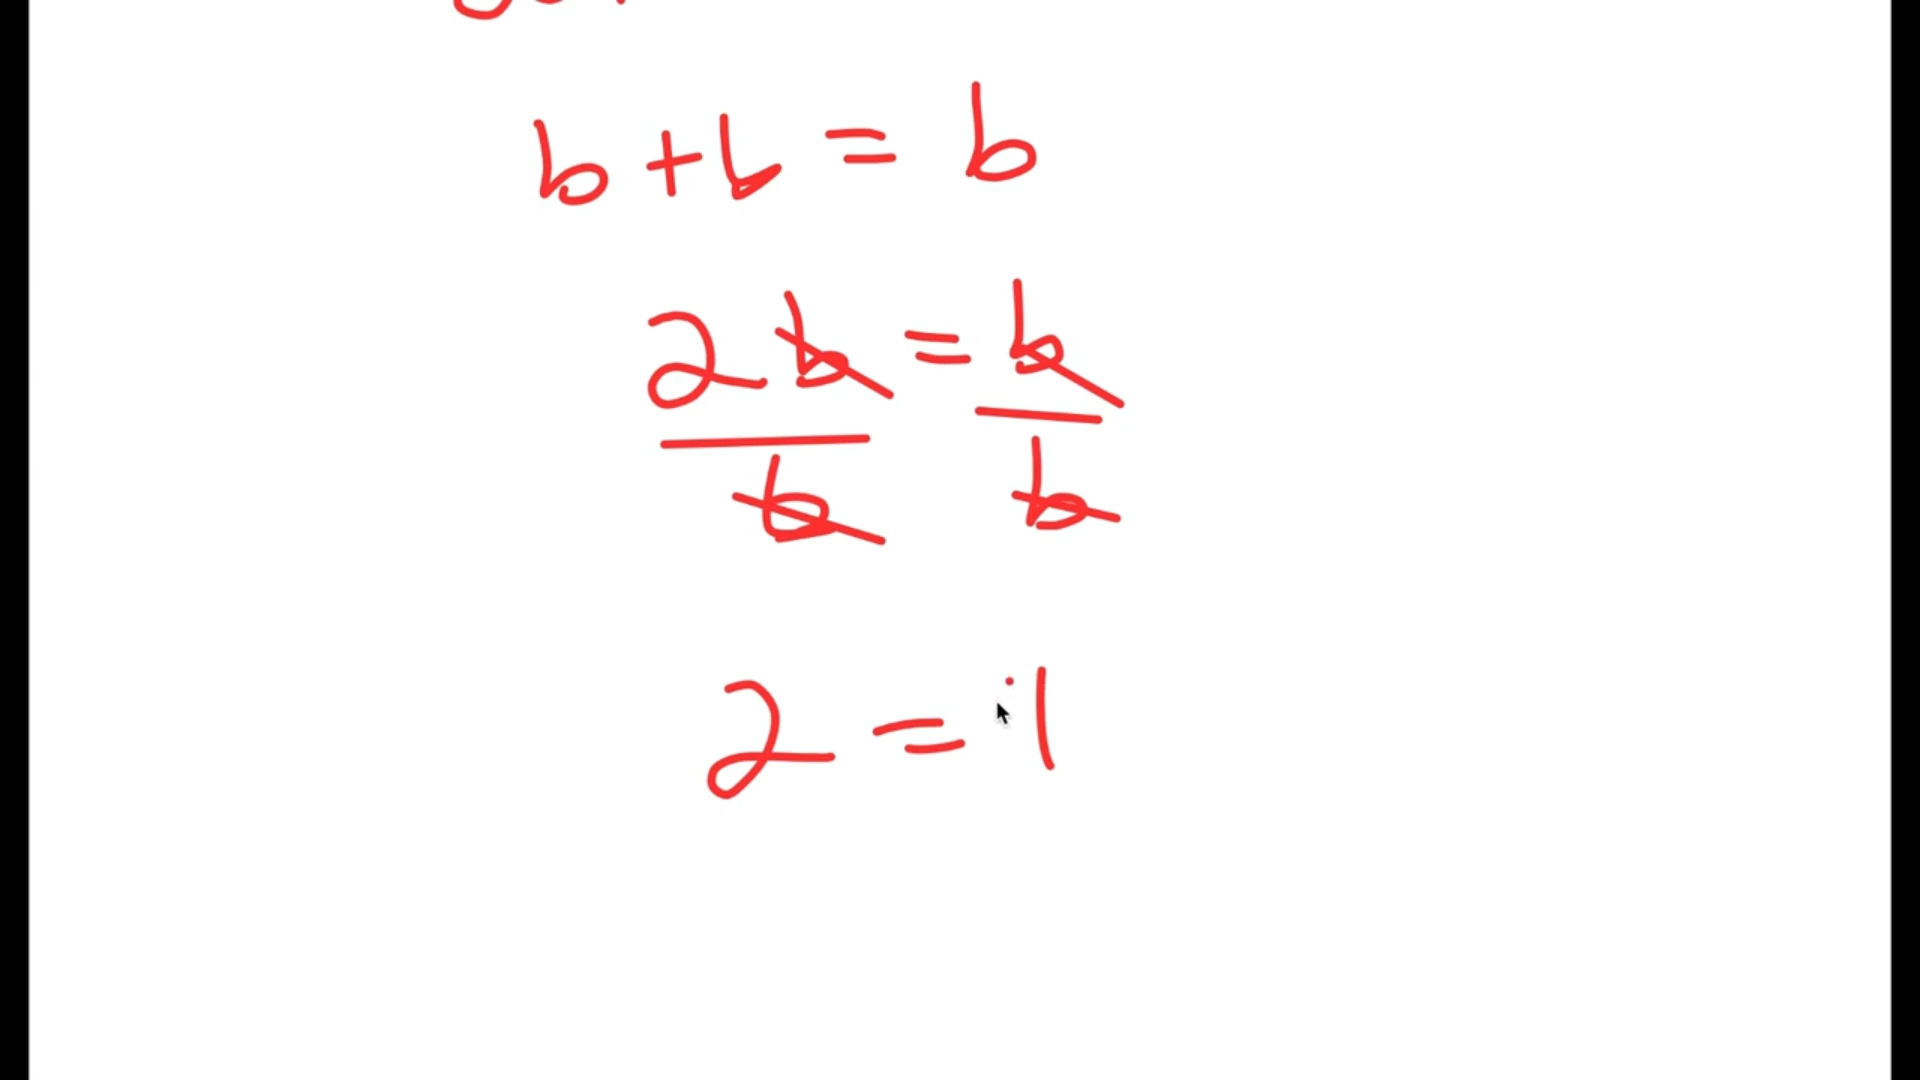 b + b = b
2b = b
b b
2 = 1